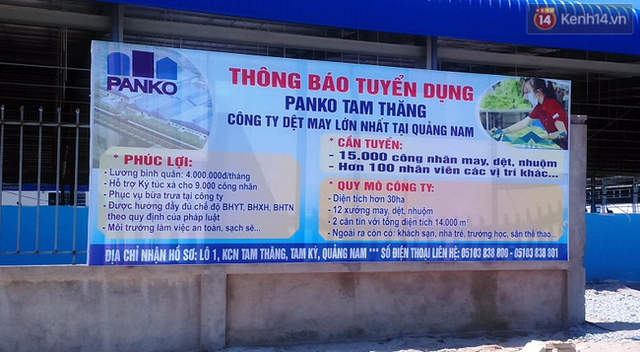 14 Kenh14.vn
PANKO
THÔNG BÁO TUYỂN DỤNG
PANKO TAM THĂNG
CÔNG TY DỆT MAY LỚN NHẤT TẠI QUẢNG NAM
* PHÚC LỢI:
- Lương bình quân: 4.000.000đ/tháng
- Hỗ trợ Ký túc xá cho 9.000 công nhân
- Phục vụ bữa trưa tại công ty
- Được hưởng đầy đủ chế độ BHYT, BHXH, BHTN
theo quy định của pháp luật
- Môi trường làm việc an toàn, sạch sẽ...
* CẦN TUYỂN:
- 15.000 công nhân may, dệt, nhuộm
- Hơn 100 nhân viên các vị trí khác...
* QUY MÔ CÔNG TY:
- Diện tích hơn 30ha
- 12 xưởng may, dệt, nhuộm
- 2 căn tin với tổng diện tích 14.000 m²
- Ngoài ra còn có: khách sạn, nhà trẻ, trường học, sân thể thao...
ĐỊA CHỈ NHẬN HỒ SƠ: LÔ 1, KCN TAM THĂNG, TAM KỲ, QUẢNG NAM *** SỐ ĐIỆN THOẠI LIÊN HỆ: 05103 838 800 - 05103 838 801